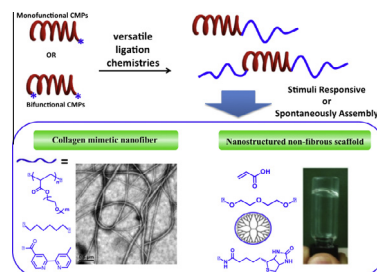 Monofunctional CMPs
OR
Bifunctional CMPs
versatile
ligation
chemistries
Stimuli Responsive
or
Spontaneously Assembly
Collagen mimetic nanofiber
Nanostructured non-fibrous scaffold